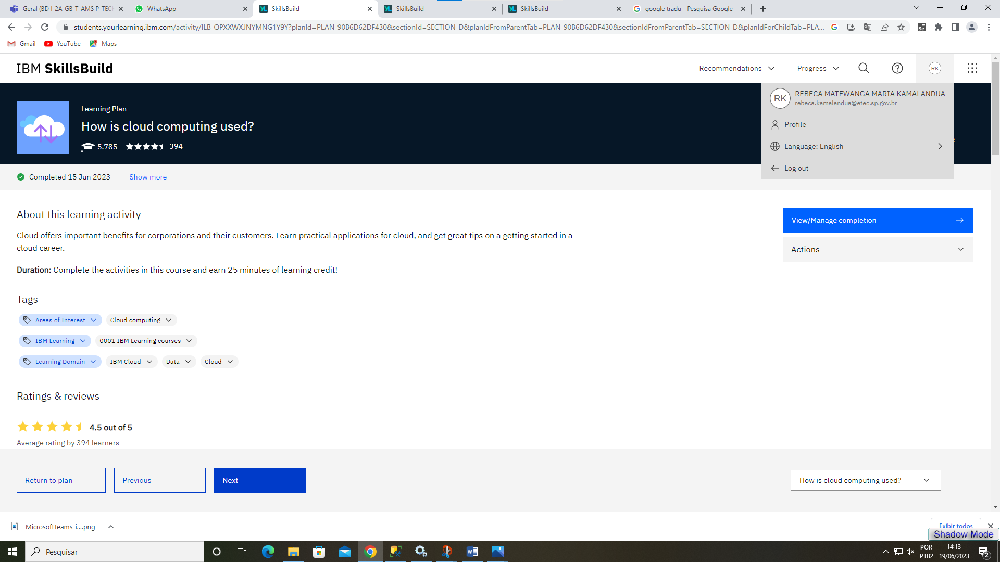 Geral (BD I-2A-GB-T-AMS P-TECH
WhatsApp
SkillsBuild
SkillsBuild
SkillsBuild
google tradu - Pesquisa Google
students.yourlearning.ibm.com/activity/ILB-QPXXWXJNYMNG1Y9Y?planId=PLAN-90B6D62DF430&sectionId=SECTION-D&planIdFromParentTab=PLAN-90B6D62DF430&sectionIdFromParentTab=SECTION-D&planIdForChildTab=PLA...
Gmail
YouTube
Maps
IBM SkillsBuild
Recommendations
Progress
RK
RK
REBECA MATEWANGA MARIA KAMALANDUA
rebeca.kamalandua@etec.sp.gov.br
Profile
Language: English
Log out
Learning Plan
How is cloud computing used?
5.785
394
Completed 15 Jun 2023
Show more
About this learning activity
Cloud offers important benefits for corporations and their customers. Learn practical applications for cloud, and get great tips on a getting started in a
cloud career.
Duration: Complete the activities in this course and earn 25 minutes of learning credit!
View/Manage completion
Actions
Tags
Areas of Interest
Cloud computing
IBM Learning
0001 IBM Learning courses
Learning Domain
IBM Cloud
Data
Cloud
Ratings & reviews
4.5 out of 5
Average rating by 394 learners
Return to plan
Previous
Next
How is cloud computing used?
MicrosoftTeams-i....png
Exibir todos
Shadow Mode
Pesquisar
POR
PTB2
14:13
19/06/2023
2